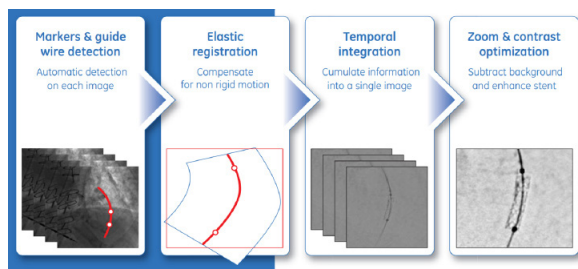 Markers & guide
wire detection
Automatic detection
on each image
Elastic
registration
Compensate
for non rigid motion
Temporal
integration
Cumulate information
into a single image
Zoom & contrast
optimization
Subtract background
and enhance stent